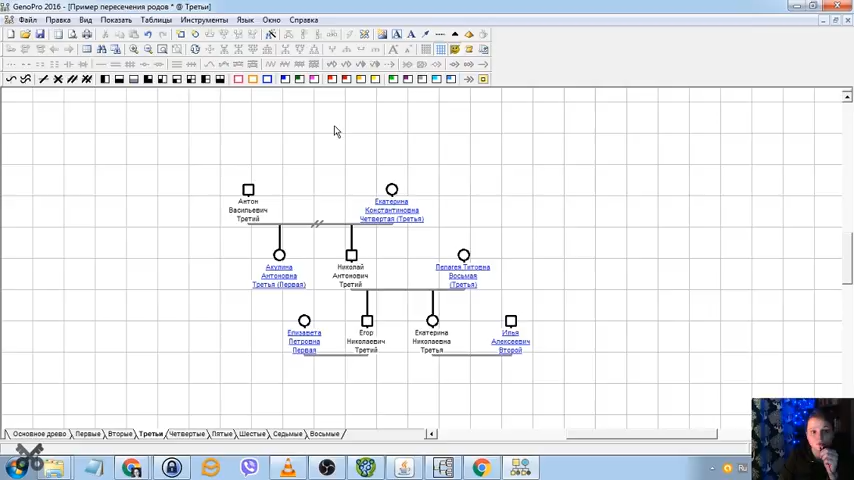 GenoPro 2016 - [Пример пересечения родов * @ Третьи]
Файл Правка Вид Показать Таблицы Инструменты Язык Окно Справка
Антон
Васильевич
Третий
Екатерина
Константиновна
Четвертая (Третья)
Акулина
Антоновна
Третья (Первая)
Николай
Антонович
Третий
Пелагея Титовна
Восьмая
(Третья)
Елизавета
Петровна
Первая
Егор
Николаевич
Третий
Екатерина
Николаевна
Третья
Илья
Алексеевич
Второй
Основное древо Первые Вторые Третьи Четвертые Пятые Шестые Седьмые Восьмые
Ru